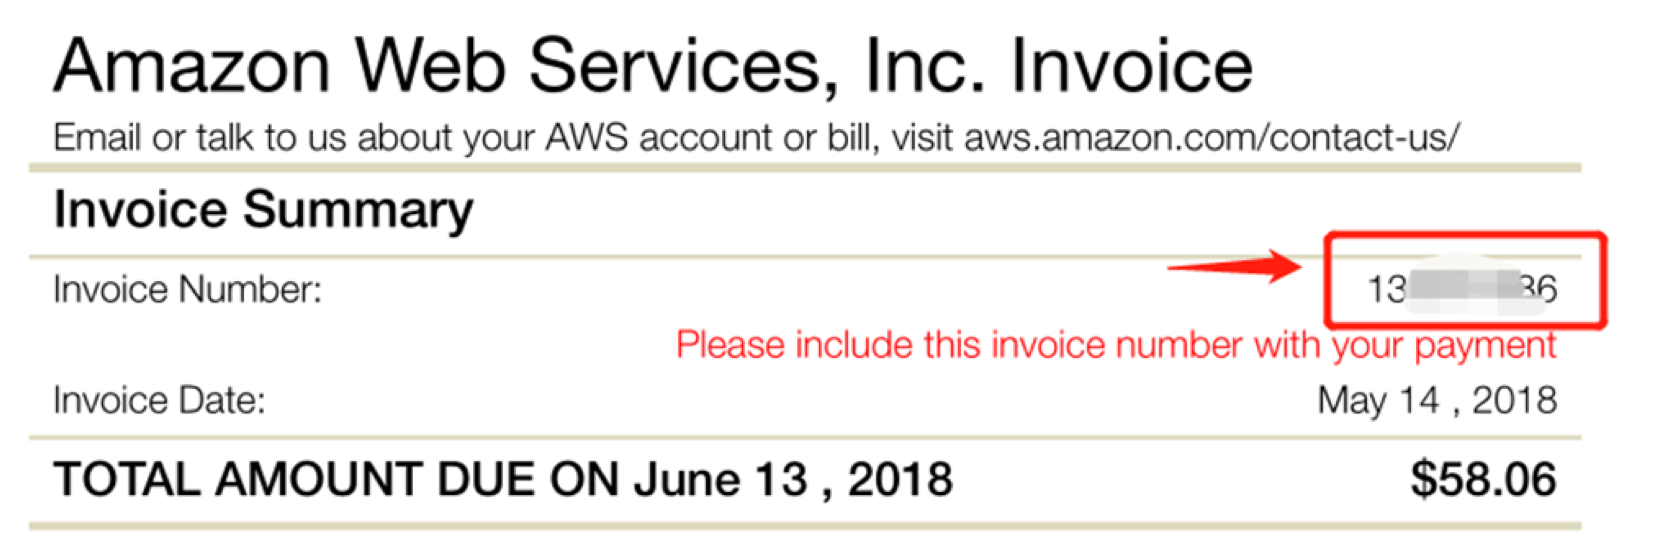 Amazon Web Services, Inc. Invoice
Email or talk to us about your AWS account or bill, visit aws.amazon.com/contact-us/
Invoice Summary
Invoice Number: 13 36
Please include this invoice number with your payment
Invoice Date: May 14 , 2018
TOTAL AMOUNT DUE ON June 13 , 2018 $58.06